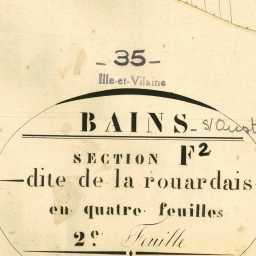 - 35 -
Ille-et-Vilaine
BAINS - s/Oust
SECTION F2
dite de la rouardais
en quatre feuilles
2e Feuille